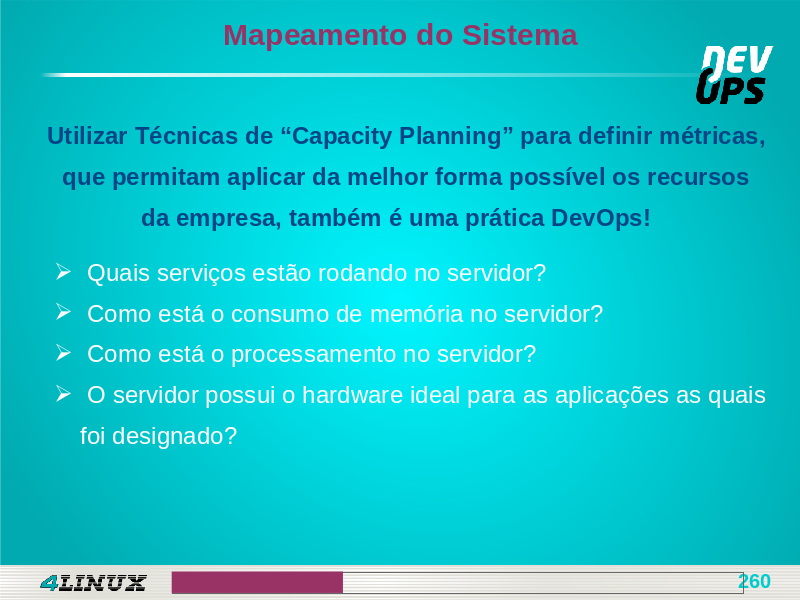 Mapeamento do Sistema
DEV
OPS
Utilizar Técnicas de “Capacity Planning” para definir métricas,
que permitam aplicar da melhor forma possível os recursos
da empresa, também é uma prática DevOps!
Quais serviços estão rodando no servidor?
Como está o consumo de memória no servidor?
Como está o processamento no servidor?
O servidor possui o hardware ideal para as aplicações as quais
foi designado?
4LINUX
260